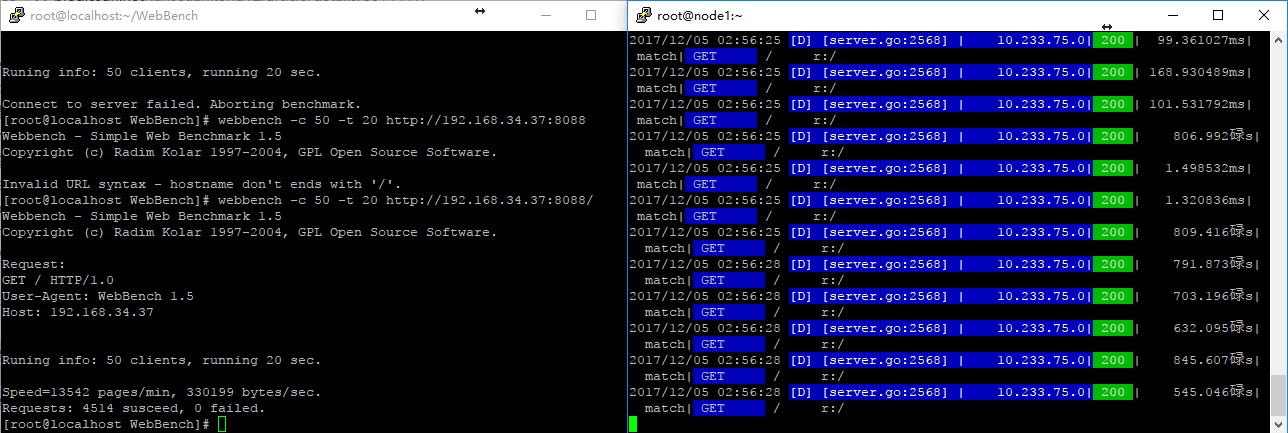 root@localhost:~/WebBench
Runing info: 50 clients, running 20 sec.
Connect to server failed. Aborting benchmark.
[root@localhost WebBench]# webbench -c 50 -t 20 http://192.168.34.37:8088
Webbench - Simple Web Benchmark 1.5
Copyright (c) Radim Kolar 1997-2004, GPL Open Source Software.
Invalid URL syntax - hostname don't ends with '/'.
[root@localhost WebBench]# webbench -c 50 -t 20 http://192.168.34.37:8088/
Webbench - Simple Web Benchmark 1.5
Copyright (c) Radim Kolar 1997-2004, GPL Open Source Software.
Request:
GET / HTTP/1.0
User-Agent: WebBench 1.5
Host: 192.168.34.37
Runing info: 50 clients, running 20 sec.
Speed=13542 pages/min, 330199 bytes/sec.
Requests: 4514 susceed, 0 failed.
[root@localhost WebBench]#
root@node1:~
2017/12/05 02:56:25 [D] [server.go:2568] | 10.233.75.0| 200 | 99.361027ms|
match| GET / r:/
2017/12/05 02:56:25 [D] [server.go:2568] | 10.233.75.0| 200 | 168.930489ms|
match| GET / r:/
2017/12/05 02:56:25 [D] [server.go:2568] | 10.233.75.0| 200 | 101.531792ms|
match| GET / r:/
2017/12/05 02:56:25 [D] [server.go:2568] | 10.233.75.0| 200 | 806.992碌s|
match| GET / r:/
2017/12/05 02:56:25 [D] [server.go:2568] | 10.233.75.0| 200 | 1.498532ms|
match| GET / r:/
2017/12/05 02:56:25 [D] [server.go:2568] | 10.233.75.0| 200 | 1.320836ms|
match| GET / r:/
2017/12/05 02:56:25 [D] [server.go:2568] | 10.233.75.0| 200 | 809.416碌s|
match| GET / r:/
2017/12/05 02:56:28 [D] [server.go:2568] | 10.233.75.0| 200 | 791.873碌s|
match| GET / r:/
2017/12/05 02:56:28 [D] [server.go:2568] | 10.233.75.0| 200 | 703.196碌s|
match| GET / r:/
2017/12/05 02:56:28 [D] [server.go:2568] | 10.233.75.0| 200 | 632.095碌s|
match| GET / r:/
2017/12/05 02:56:28 [D] [server.go:2568] | 10.233.75.0| 200 | 845.607碌s|
match| GET / r:/
2017/12/05 02:56:28 [D] [server.go:2568] | 10.233.75.0| 200 | 545.046碌s|
match| GET / r:/